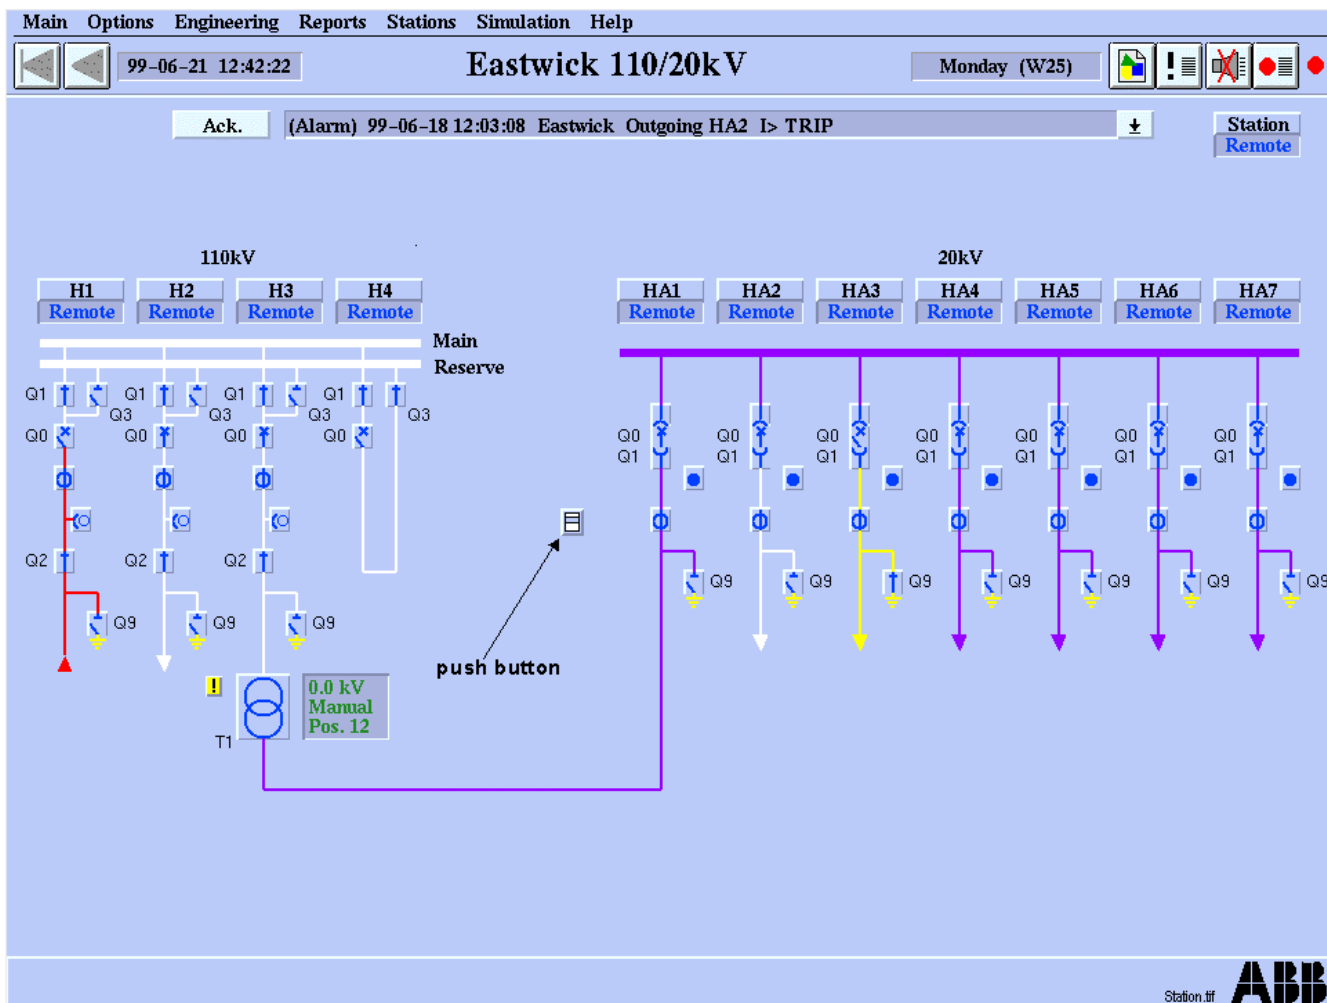 Main Options Engineering Reports Stations Simulation Help
99-06-21 12:42:22 Eastwick 110/20kV Monday (W25) !
Ack. (Alarm) 99-06-18 12:03:08 Eastwick Outgoing HA2 I> TRIP Station
Remote
110kV 20kV
H1 H2 H3 H4 HA1 HA2 HA3 HA4 HA5 HA6 HA7
Remote Remote Remote Remote Remote Remote Remote Remote Remote Remote Remote
Main
Reserve
Q1 Q1 Q1 Q1
Q3 Q3 Q3 Q3
Q0 Q0 Q0 Q0 Q0 Q0 Q0 Q0 Q0 Q0 Q0
Q1 Q1 Q1 Q1 Q1 Q1 Q1
Q2 Q2 Q2
Q9 Q9 Q9 Q9 Q9 Q9 Q9
Q9 Q9 Q9
push button
! 0.0 kV
Manual
Pos. 12
T1
Station.tif ABB